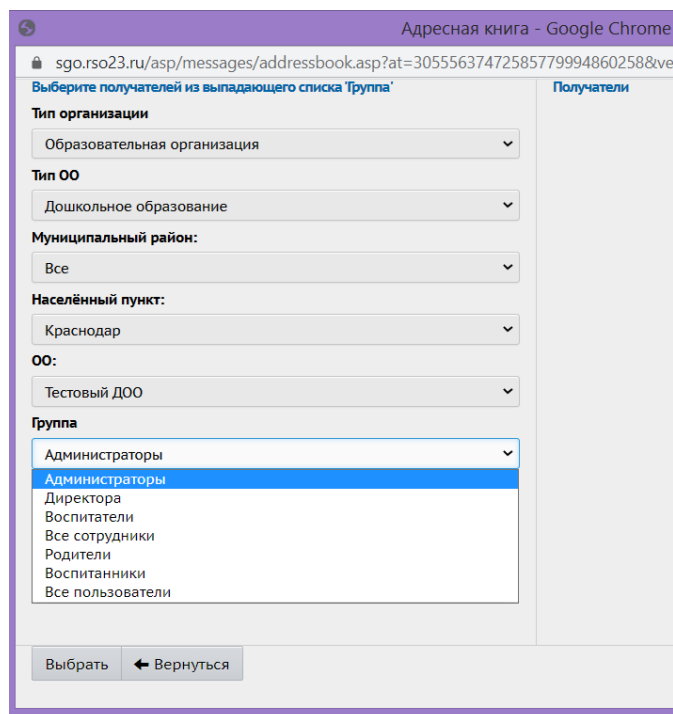 Адресная книга - Google Chrome
sgo.rso23.ru/asp/messages/addressbook.asp?at=305556374725857799994860258&ve
Выберите получателей из выпадающего списка 'Группа'
Получатели
Тип организации
Образовательная организация
Тип ОО
Дошкольное образование
Муниципальный район:
Все
Населённый пункт:
Краснодар
ОО:
Тестовый ДОО
Группа
Администраторы
Администраторы
Директора
Воспитатели
Все сотрудники
Родители
Воспитанники
Все пользователи
Выбрать
Вернуться